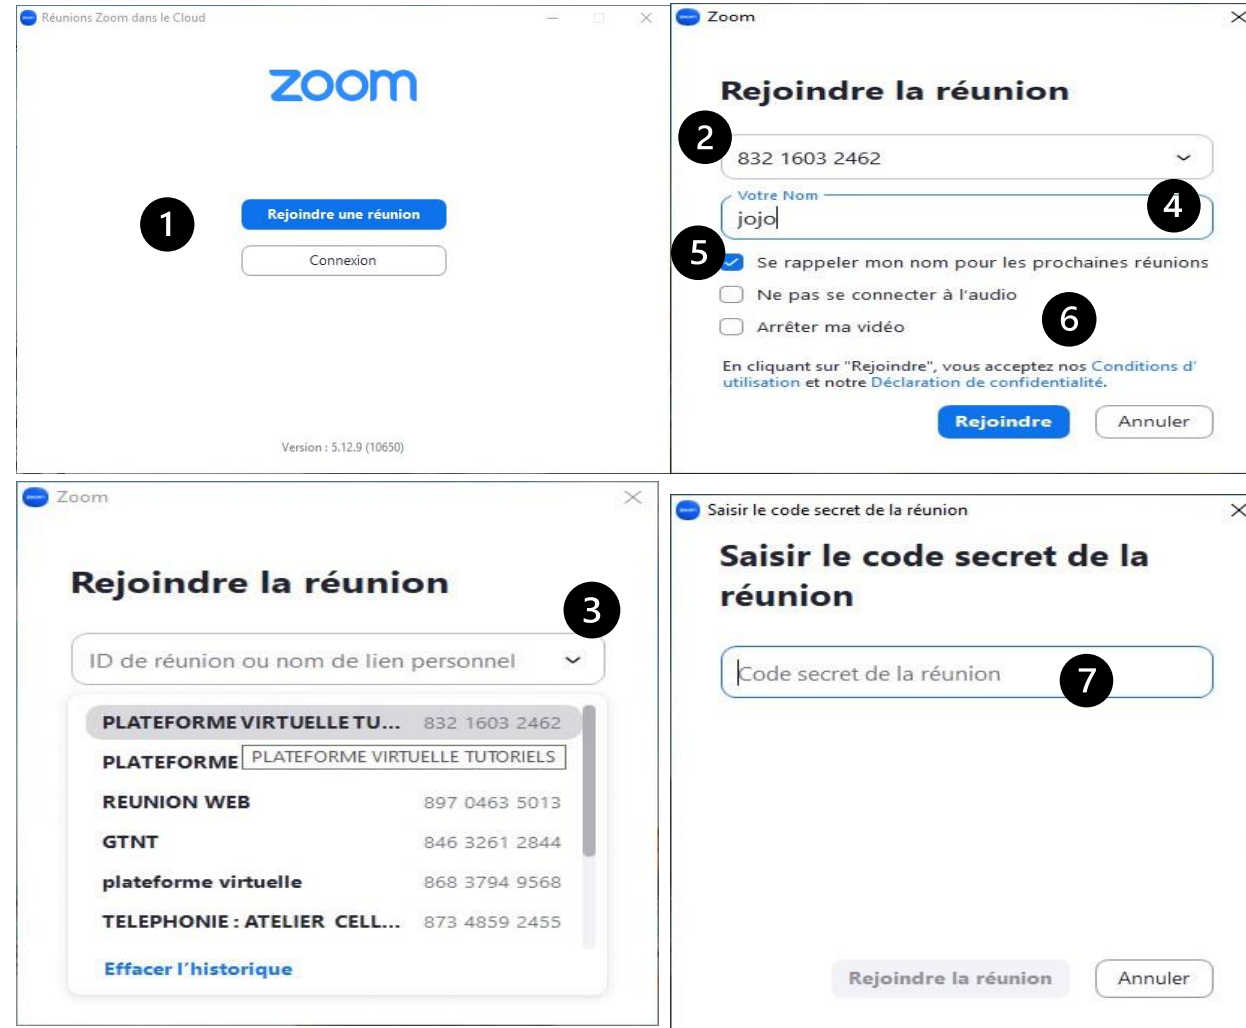 Réunions Zoom dans le Cloud
zoom
1
Rejoindre une réunion
Connexion
Version : 5.12.9 (10650)
Zoom
Rejoindre la réunion
2
832 1603 2462
Votre Nom
4
jojo
5
Se rappeler mon nom pour les prochaines réunions
Ne pas se connecter à l'audio
6
Arrêter ma vidéo
En cliquant sur "Rejoindre", vous acceptez nos Conditions d'
utilisation et notre Déclaration de confidentialité.
Rejoindre Annuler
Zoom
Rejoindre la réunion
3
ID de réunion ou nom de lien personnel
PLATEFORME VIRTUELLE TU... 832 1603 2462
PLATEFORME PLATEFORME VIRTUELLE TUTORIELS
REUNION WEB 897 0463 5013
GTNT 846 3261 2844
plateforme virtuelle 868 3794 9568
TELEPHONIE : ATELIER CELL... 873 4859 2455
Effacer l'historique
Saisir le code secret de la réunion
Saisir le code secret de la
réunion
Code secret de la réunion
7
Rejoindre la réunion Annuler